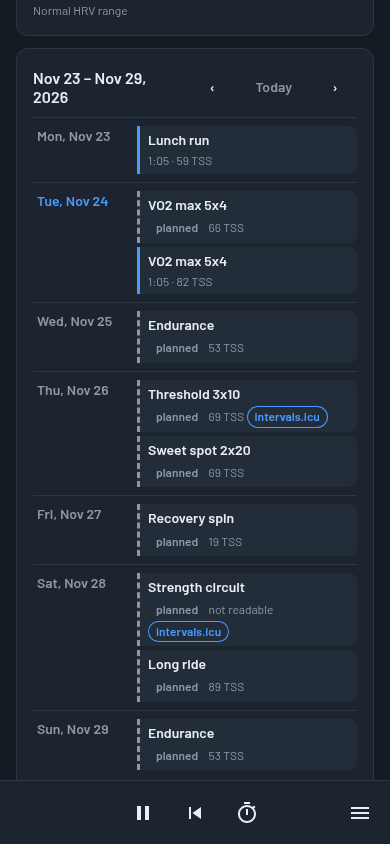 Normal HRV range
Nov 23 – Nov 29,
2026
‹ Today ›
Mon, Nov 23
Lunch run
1:05 · 59 TSS
Tue, Nov 24
VO2 max 5x4
planned 66 TSS
VO2 max 5x4
1:05 · 82 TSS
Wed, Nov 25
Endurance
planned 53 TSS
Thu, Nov 26
Threshold 3x10
planned 69 TSS intervals.icu
Sweet spot 2x20
planned 69 TSS
Fri, Nov 27
Recovery spin
planned 19 TSS
Sat, Nov 28
Strength circuit
planned not readable
intervals.icu
Long ride
planned 89 TSS
Sun, Nov 29
Endurance
planned 53 TSS